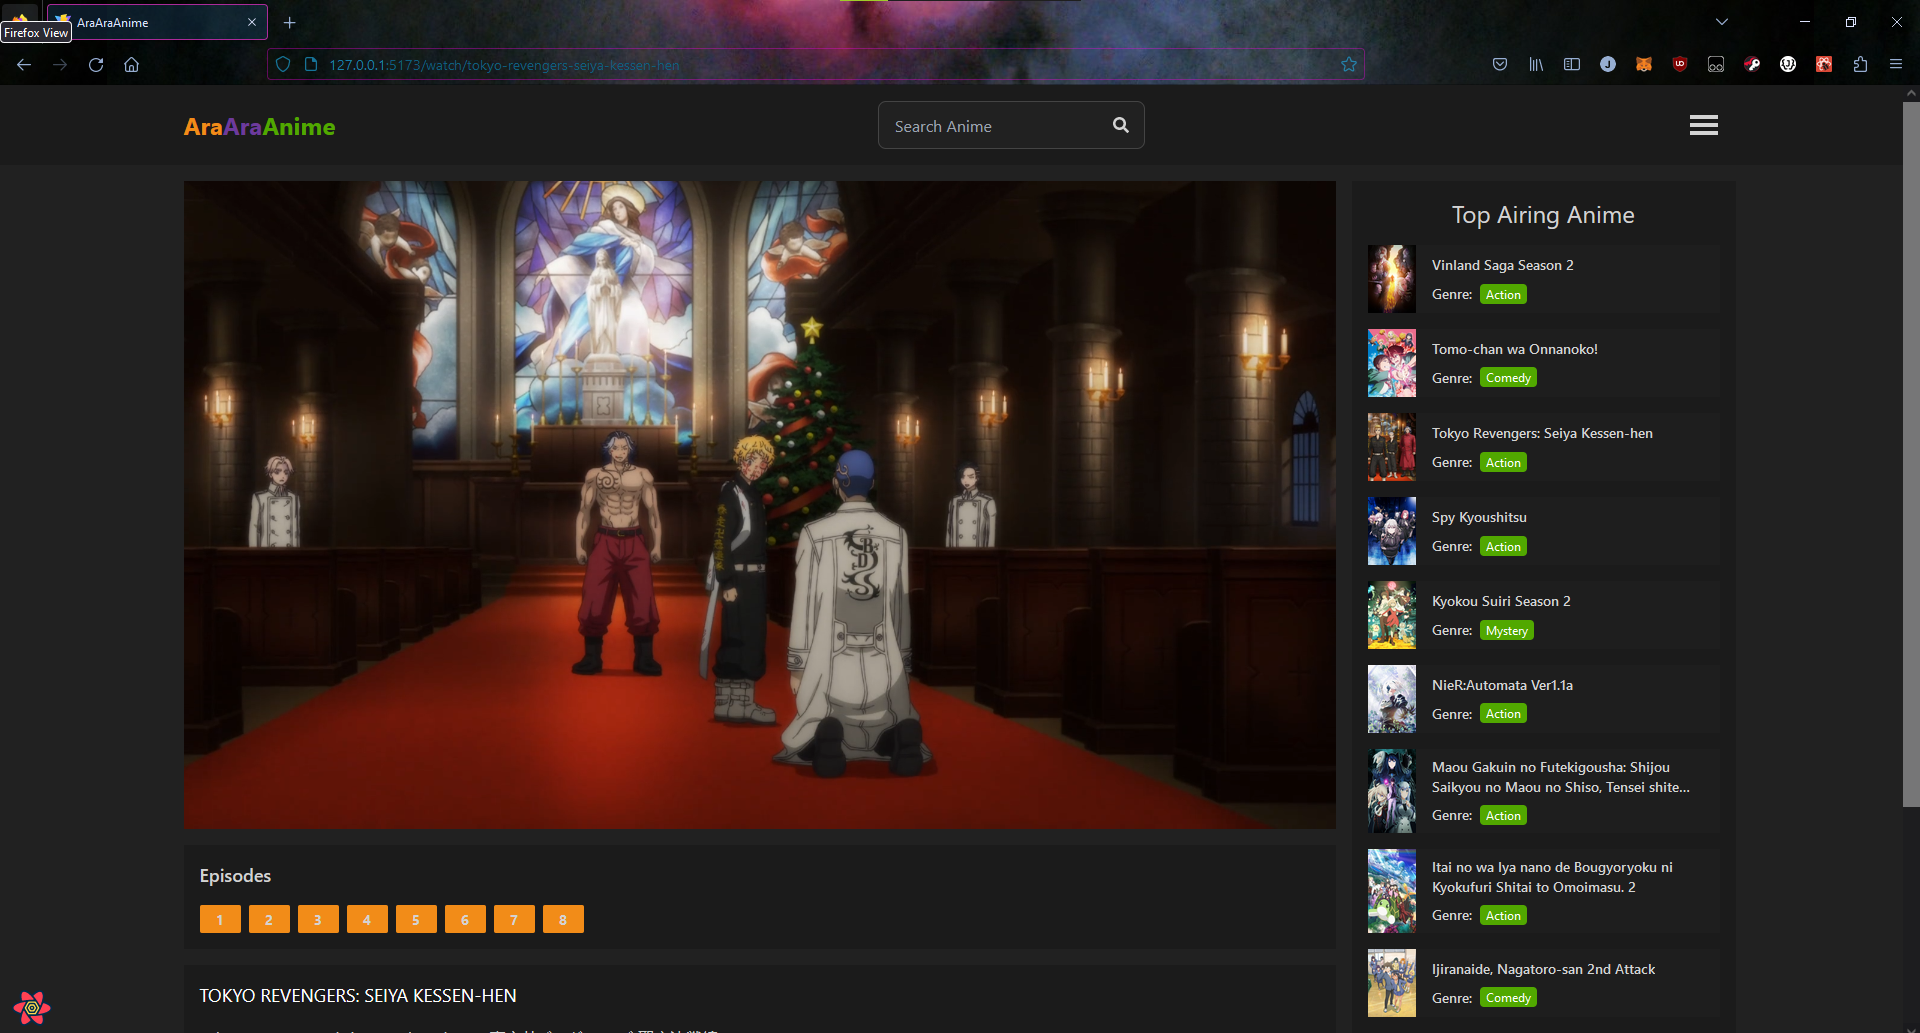 AraAraAnime
Firefox View
127.0.0.1:5173/watch/tokyo-revengers-seiya-kessen-hen
AraAraAnime
Search Anime
Top Airing Anime
Vinland Saga Season 2
Genre: Action
Tomo-chan wa Onnanoko!
Genre: Comedy
Tokyo Revengers: Seiya Kessen-hen
Genre: Action
Spy Kyoushitsu
Genre: Action
Kyokou Suiri Season 2
Genre: Mystery
NieR:Automata Ver1.1a
Genre: Action
Maou Gakuin no Futekigousha: Shijou
Saikyou no Maou no Shiso, Tensei shite...
Genre: Action
Itai no wa Iya nano de Bougyoryoku ni
Kyokufuri Shitai to Omoimasu. 2
Genre: Action
Ijiranaide, Nagatoro-san 2nd Attack
Genre: Comedy
Episodes
1 2 3 4 5 6 7 8
TOKYO REVENGERS: SEIYA KESSEN-HEN